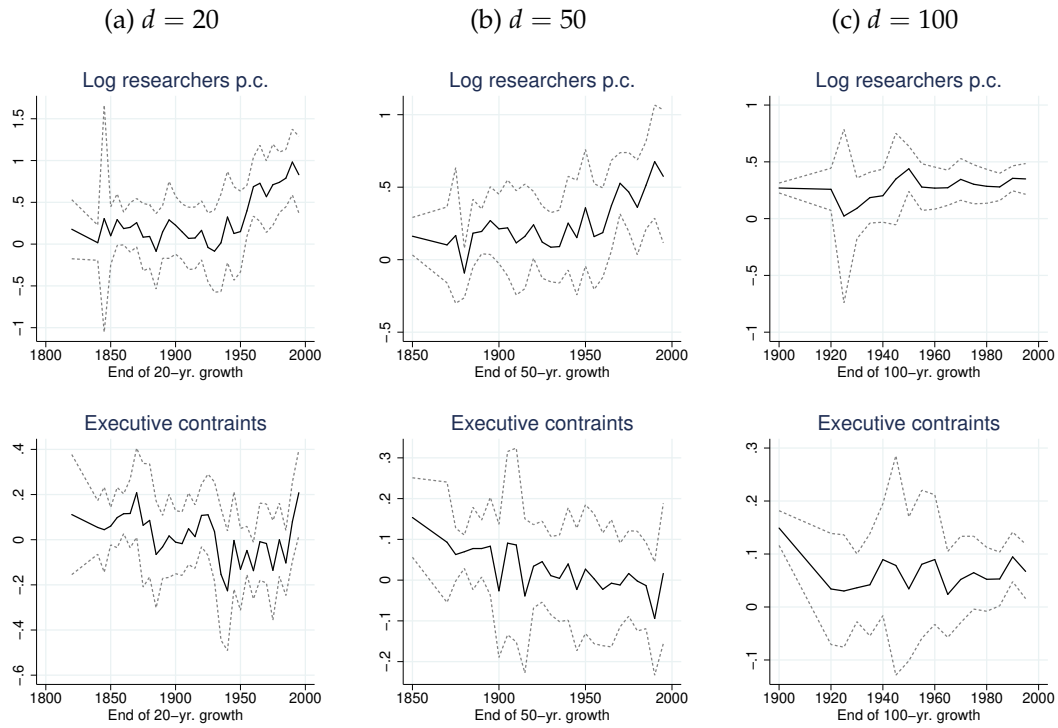 (a) d = 20
(b) d = 50
(c) d = 100
Log researchers p.c.
1.5
1
.5
0
−.5
−1
1800 1850 1900 1950 2000
End of 20−yr. growth
Log researchers p.c.
1
.5
0
−.5
1850 1900 1950 2000
End of 50−yr. growth
Log researchers p.c.
1
.5
0
−.5
−1
1900 1920 1940 1960 1980 2000
End of 100−yr. growth
Executive contraints
.4
.2
0
−.2
−.4
−.6
1800 1850 1900 1950 2000
End of 20−yr. growth
Executive contraints
.3
.2
.1
0
−.1
−.2
1850 1900 1950 2000
End of 50−yr. growth
Executive contraints
.3
.2
.1
0
−.1
1900 1920 1940 1960 1980 2000
End of 100−yr. growth